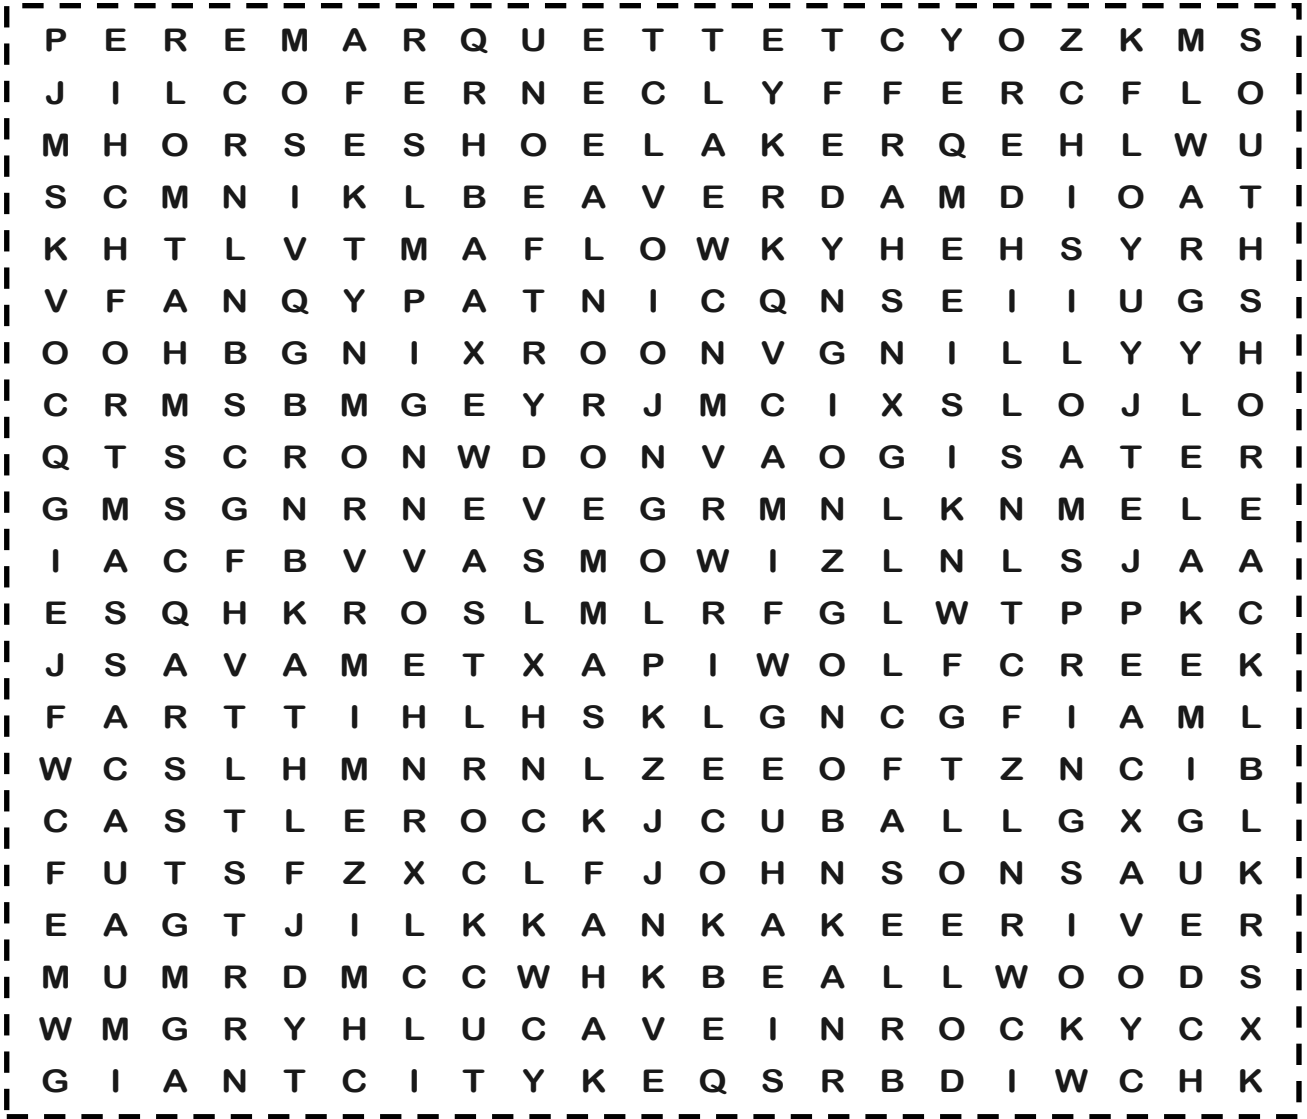 P E R E M A R Q U E T T E T C Y O Z K M S
J I L C O F E R N E C L Y F F E R C F L O
M H O R S E S H O E L A K E R Q E H L W U
S C M N I K L B E A V E R D A M D I O A T
K H T L V T M A F L O W K Y H E H S Y R H
V F A N Q Y P A T N I C Q N S E I I U G S
O O H B G N I X R O O N V G N I L L Y Y H
C R M S B M G E Y R J M C I X S L O J L O
Q T S C R O N W D O N V A O G I S A T E R
G M S G N R N E V E G R M N L K N M E L E
I A C F B V V A S M O W I Z L N L S J A A
E S Q H K R O S L M L R F G L W T P P K C
J S A V A M E T X A P I W O L F C R E E K
F A R T T I H L H S K L G N C G F I A M L
W C S L H M N R N L Z E E O F T Z N C I B
C A S T L E R O C K J C U B A L L G X G L
F U T S F Z X C L F J O H N S O N S A U K
E A G T J I L K K A N K A K E E R I V E R
M U M R D M C C W H K B E A L L W O O D S
W M G R Y H L U C A V E I N R O C K Y C X
G I A N T C I T Y K E Q S R B D I W C H K